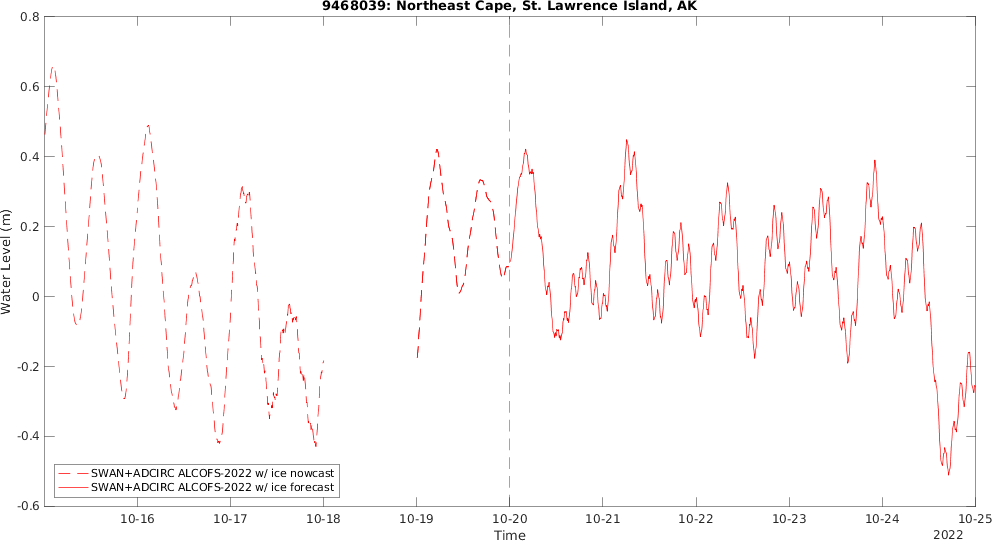 9468039: Northeast Cape, St. Lawrence Island, AK
0.8
0.6
0.4
0.2
0
-0.2
-0.4
-0.6
Water Level (m)
SWAN+ADCIRC ALCOFS-2022 w/ ice nowcast
SWAN+ADCIRC ALCOFS-2022 w/ ice forecast
10-16 10-17 10-18 10-19 10-20 10-21 10-22 10-23 10-24 10-25
Time
2022